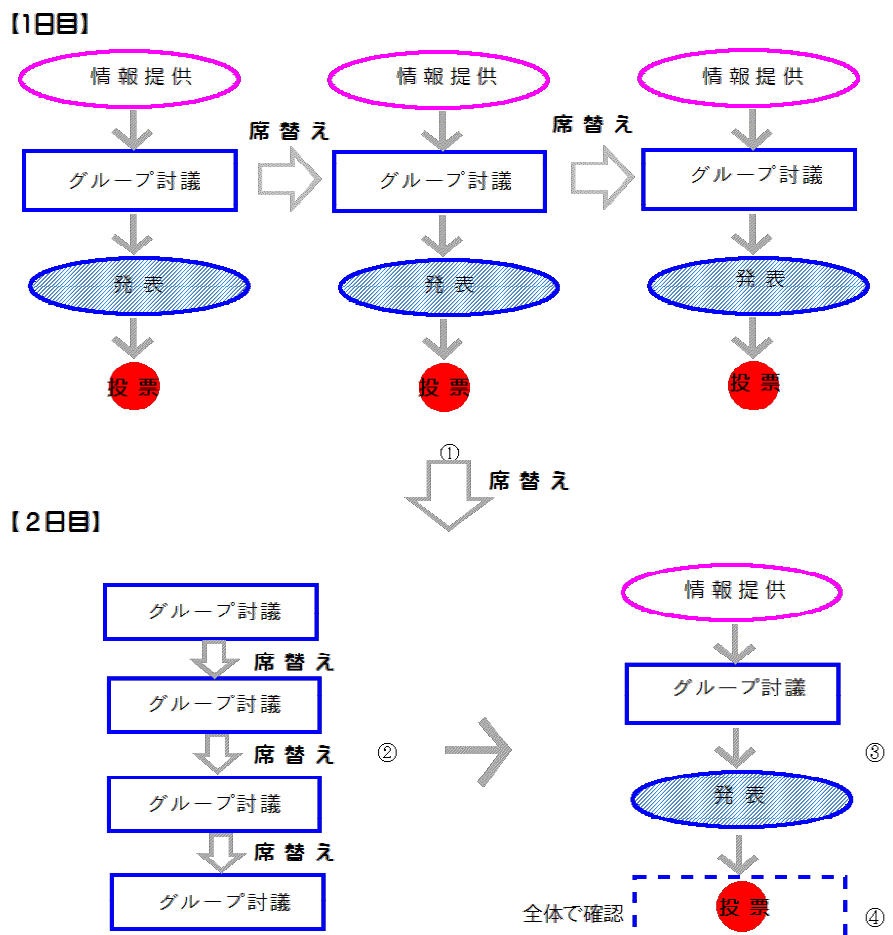 【1日目】
情報提供
情報提供
情報提供
席替え
席替え
グループ討議
グループ討議
グループ討議
発表
発表
発表
投票
投票
投票
①
席替え
【2日目】
グループ討議
席替え
グループ討議
席替え
グループ討議
席替え
グループ討議
②
情報提供
グループ討議
③
発表
全体で確認
投票
④